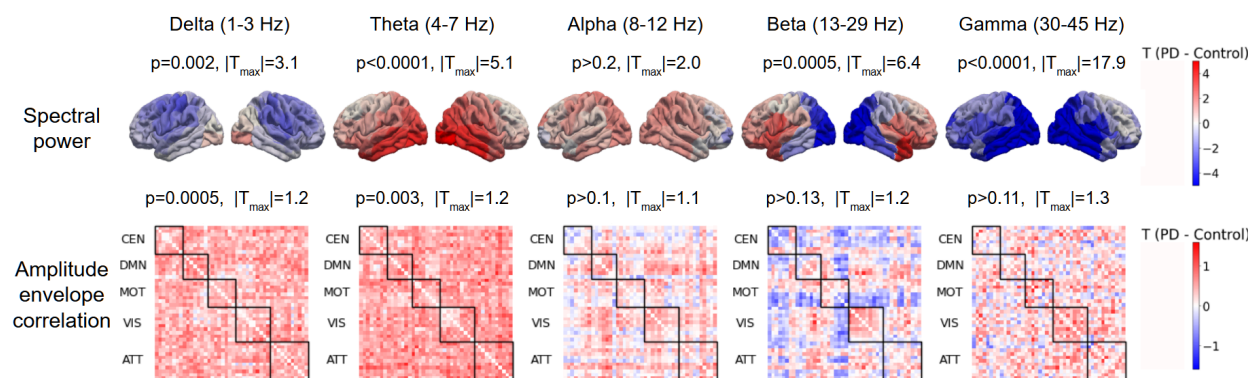 Delta (1-3 Hz) Theta (4-7 Hz) Alpha (8-12 Hz) Beta (13-29 Hz) Gamma (30-45 Hz)
p=0.002, |Tmax|=3.1 p<0.0001, |Tmax|=5.1 p>0.2, |Tmax|=2.0 p=0.0005, |Tmax|=6.4 p<0.0001, |Tmax|=17.9
T (PD - Control)
Spectral
power
4
2
0
−2
−4
p=0.0005, |Tmax|=1.2 p=0.003, |Tmax|=1.2 p>0.1, |Tmax|=1.1 p>0.13, |Tmax|=1.2 p>0.11, |Tmax|=1.3
T (PD - Control)
Amplitude
envelope
correlation
CEN CEN CEN CEN CEN
DMN DMN DMN DMN DMN
MOT MOT MOT MOT MOT
VIS VIS VIS VIS VIS
ATT ATT ATT ATT ATT
1
0
−1